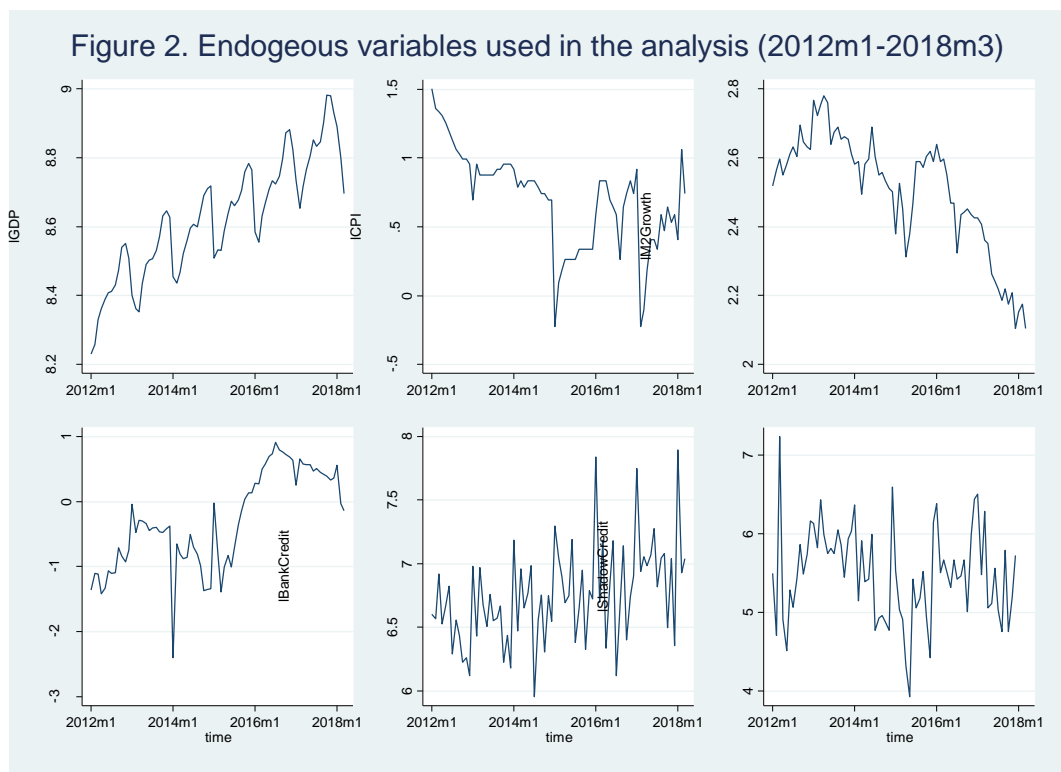 Figure 2. Endogeous variables used in the analysis (2012m1-2018m3)
lGDP
9
8.8
8.6
8.4
8.2
2012m1 2014m1 2016m1 2018m1
lCPI
1.5
1
.5
0
-.5
2012m1 2014m1 2016m1 2018m1
lM2Growth
2.8
2.6
2.4
2.2
2
2012m1 2014m1 2016m1 2018m1
1
0
-1
-2
-3
2012m1 2014m1 2016m1 2018m1
time
lBankCredit
8
7.5
7
6.5
6
2012m1 2014m1 2016m1 2018m1
time
lShadowCredit
7
6
5
4
2012m1 2014m1 2016m1 2018m1
time